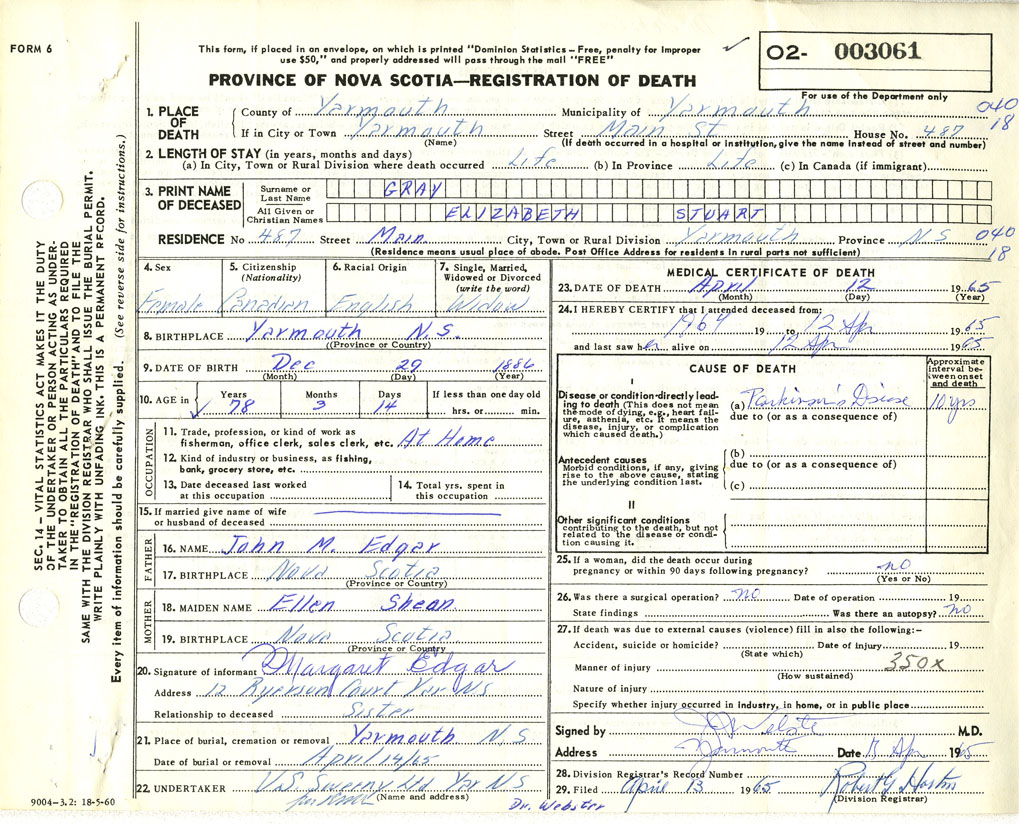 FORM 6
This form, if placed in an envelope, on which is printed "Dominion Statistics – Free, penalty for improper
use $50," and properly addressed will pass through the mail "FREE"
PROVINCE OF NOVA SCOTIA—REGISTRATION OF DEATH
02- 003061
For use of the Department only
040
18
1. PLACE OF DEATH County of Yarmouth Municipality of Yarmouth
If in City or Town Yarmouth Street Main St House No. 487
(Name) (If death occurred in a hospital or institution, give the name instead of street and number)
2. LENGTH OF STAY (in years, months and days)
(a) In City, Town or Rural Division where death occurred Life (b) In Province Life (c) In Canada (if immigrant)
3. PRINT NAME OF DECEASED Surname or Last Name GRAY
All Given or Christian Names ELIZABETH STUART
RESIDENCE No 487 Street Main City, Town or Rural Division Yarmouth Province N S 040
18
(Residence means usual place of abode. Post Office Address for residents in rural parts not sufficient)
4. Sex Female
5. Citizenship (Nationality) Canadian
6. Racial Origin English
7. Single, Married, Widowed or Divorced (write the word) Widow
8. BIRTHPLACE Yarmouth N.S.
(Province or Country)
9. DATE OF BIRTH Dec 29 1886
(Month) (Day) (Year)
10. AGE in Years 78 Months 3 Days 14 If less than one day old
hrs. or min.
OCCUPATION
11. Trade, profession, or kind of work as
fisherman, office clerk, sales clerk, etc. At Home
12. Kind of industry or business, as fishing,
bank, grocery store, etc.
13. Date deceased last worked
at this occupation
14. Total yrs. spent in
this occupation
15. If married give name of wife
or husband of deceased
FATHER
16. NAME John M. Edgar
17. BIRTHPLACE Nova Scotia
(Province or Country)
MOTHER
18. MAIDEN NAME Ellen Shean
19. BIRTHPLACE Nova Scotia
(Province or Country)
20. Signature of informant Margaret Edgar
Address 12 Ryerson Court Yar N S
Relationship to deceased Sister
21. Place of burial, cremation or removal Yarmouth N S
Date of burial or removal April 14/65
22. UNDERTAKER V.S. Sweeny Ltd Yar N S
(Name and address)
9004-3.2: 18-5-60
Dr. Webster
MEDICAL CERTIFICATE OF DEATH
23. DATE OF DEATH April 12 1965
(Month) (Day) (Year)
24. I HEREBY CERTIFY that I attended deceased from:
1964 19 to 12 Apr 1965
and last saw her alive on 12 Apr 1965
CAUSE OF DEATH
Approximate interval between onset and death
I
Disease or condition directly leading to death (This does not mean the mode of dying, e.g., heart failure, asthenia, etc. It means the disease, injury, or complication which caused death.)
(a) Parkinson's Disease 10 yrs
due to (or as a consequence of)
Antecedent causes
Morbid conditions, if any, giving rise to the above cause, stating the underlying condition last.
(b)
due to (or as a consequence of)
(c)
II
Other significant conditions
contributing to the death, but not related to the disease or condition causing it.
25. If a woman, did the death occur during
pregnancy or within 90 days following pregnancy? no
(Yes or No)
26. Was there a surgical operation? no Date of operation 19
State findings Was there an autopsy? no
27. If death was due to external causes (violence) fill in also the following:–
Accident, suicide or homicide? Date of injury 19
(State which)
Manner of injury 350x
(How sustained)
Nature of injury
Specify whether injury occurred in industry, in home, or in public place
Signed by Webster M.D.
Address Yarmouth Date 13 Apr 1965
28. Division Registrar's Record Number
29. Filed April 13 1965
(Division Registrar)
SEC. 14 – VITAL STATISTICS ACT MAKES IT THE DUTY
OF THE UNDERTAKER OR PERSON ACTING AS UNDER-
TAKER TO OBTAIN ALL THE PARTICULARS REQUIRED
IN THE "REGISTRATION OF DEATH" AND TO FILE THE
SAME WITH THE DIVISION REGISTRAR WHO SHALL ISSUE THE BURIAL PERMIT.
WRITE PLAINLY WITH UNFADING INK. THIS IS A PERMANENT RECORD.
Every item of information should be carefully supplied. (See reverse side for instructions.)